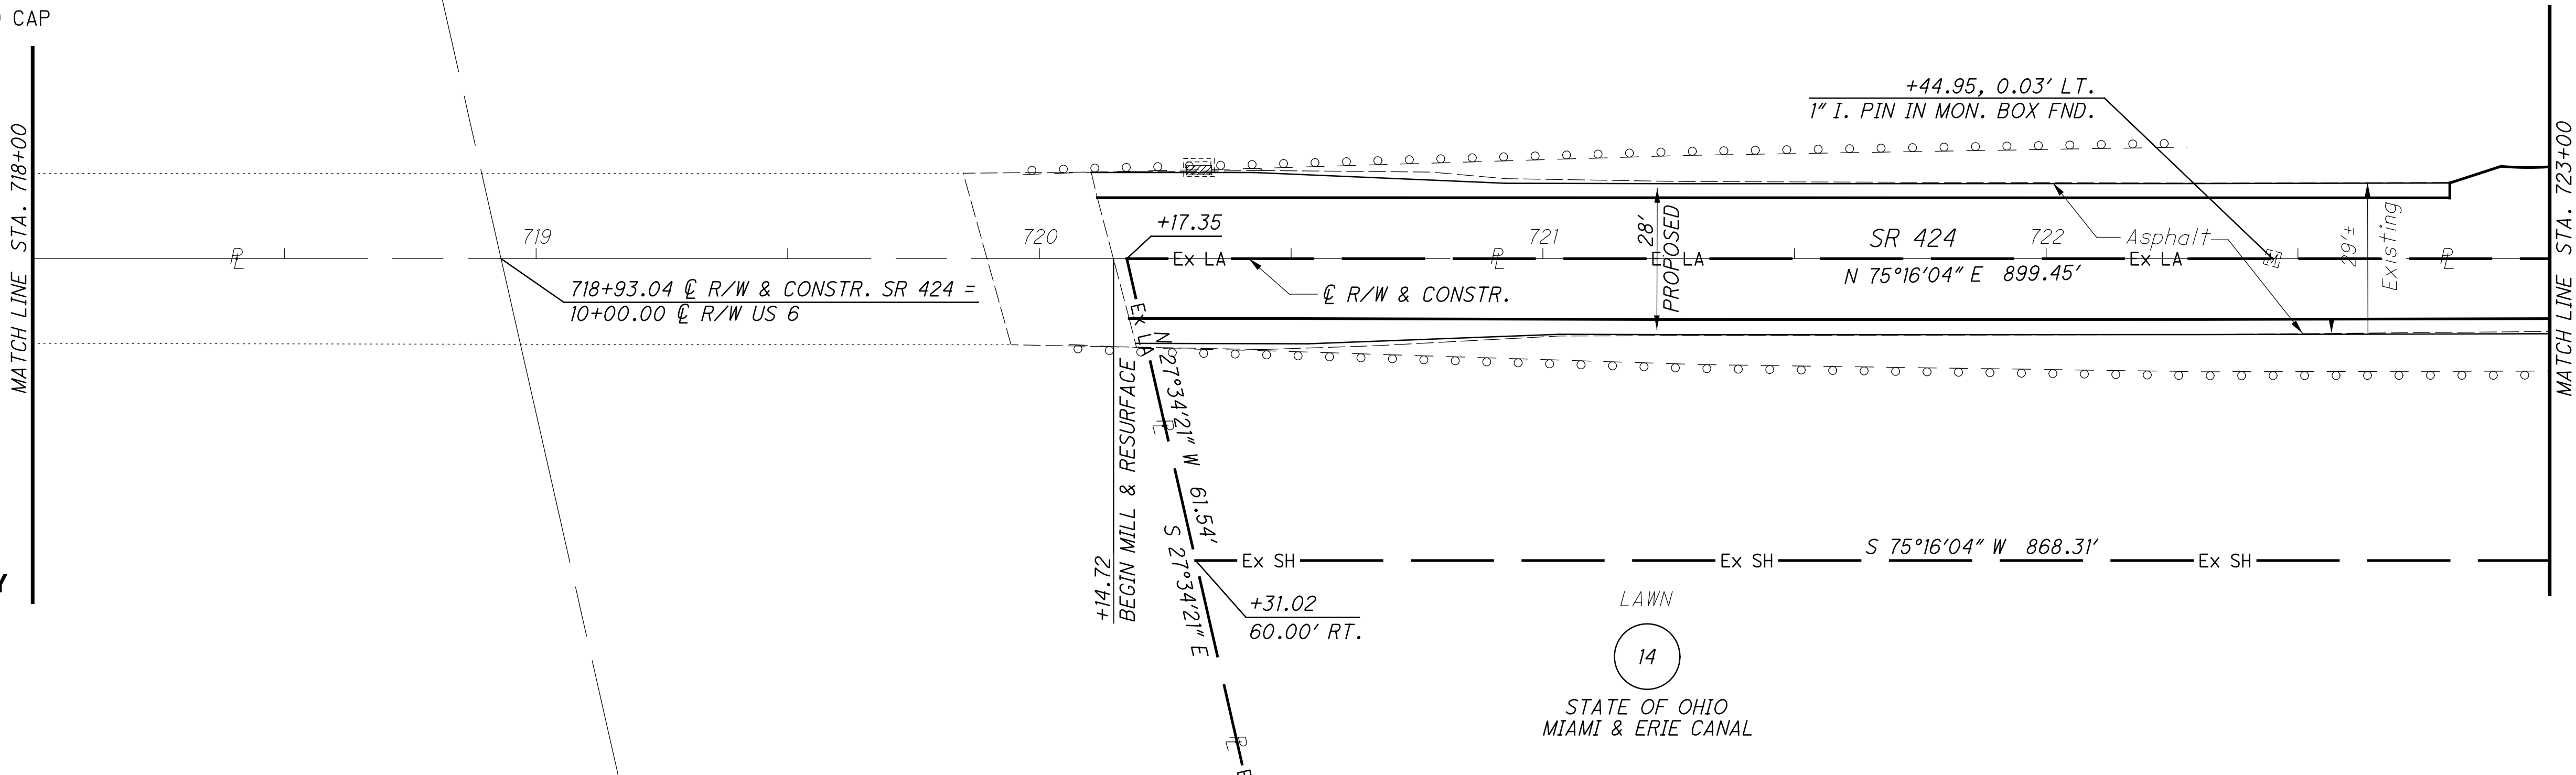 CAP
MATCH LINE STA. 718+00
+44.95, 0.03' LT.
1" I. PIN IN MON. BOX FND.
MATCH LINE STA. 723+00
719
720
+17.35
721
28'
PROPOSED
SR 424
722
Asphalt
29'±
Existing
PL
PL
PL
Ex LA
Ex LA
Ex LA
N 75°16'04" E 899.45'
718+93.04 ℄ R/W & CONSTR. SR 424 =
10+00.00 ℄ R/W US 6
℄ R/W & CONSTR.
Ex LA
N 27°34'21" W 61.54'
S 27°34'21" E
PL
+14.72
BEGIN MILL & RESURFACE
Ex SH
Ex SH
Ex SH
S 75°16'04" W 868.31'
+31.02
60.00' RT.
LAWN
14
STATE OF OHIO
MIAMI & ERIE CANAL
Y
PL